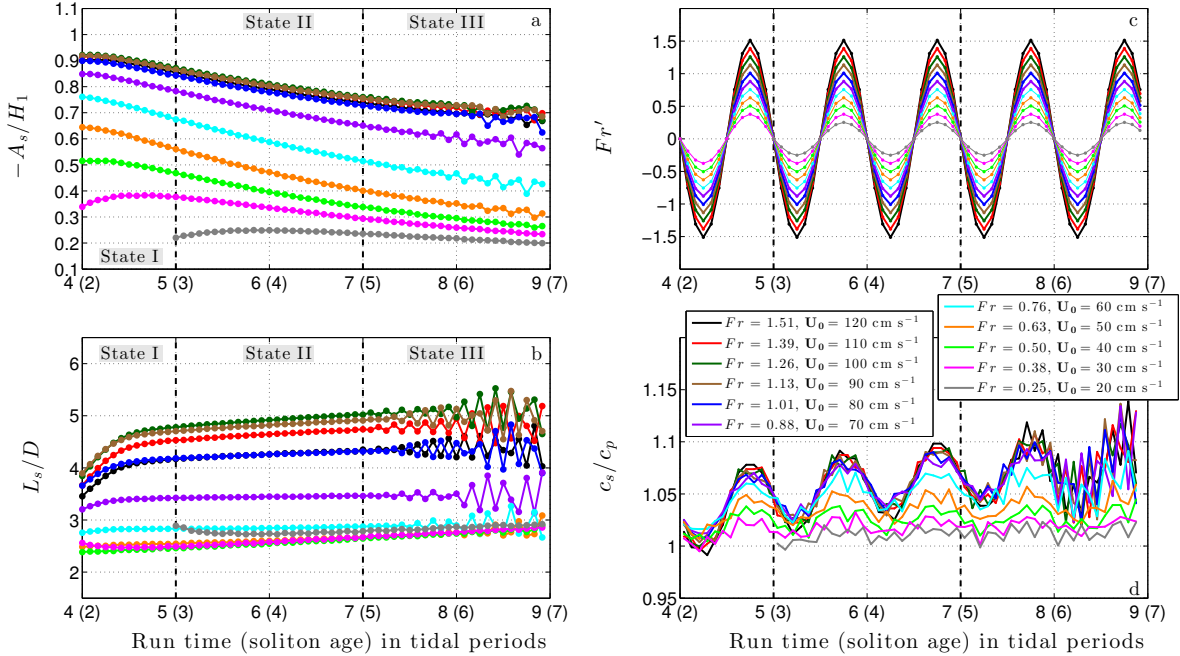 State II
State III
a
1.1
1
0.9
0.8
0.7
0.6
0.5
0.4
0.3
0.2
0.1
−A_s/H_1
State I
4 (2) 5 (3) 6 (4) 7 (5) 8 (6) 9 (7)
c
1.5
1
0.5
0
−0.5
−1
−1.5
Fr′
4 (2) 5 (3) 6 (4) 7 (5) 8 (6) 9 (7)
State I
State II
State III
b
6
5
4
3
2
L_s/D
4 (2) 5 (3) 6 (4) 7 (5) 8 (6) 9 (7)
Run time (soliton age) in tidal periods
Fr = 1.51, U_0 = 120 cm s⁻¹
Fr = 1.39, U_0 = 110 cm s⁻¹
Fr = 1.26, U_0 = 100 cm s⁻¹
Fr = 1.13, U_0 = 90 cm s⁻¹
Fr = 1.01, U_0 = 80 cm s⁻¹
Fr = 0.88, U_0 = 70 cm s⁻¹
Fr = 0.76, U_0 = 60 cm s⁻¹
Fr = 0.63, U_0 = 50 cm s⁻¹
Fr = 0.50, U_0 = 40 cm s⁻¹
Fr = 0.38, U_0 = 30 cm s⁻¹
Fr = 0.25, U_0 = 20 cm s⁻¹
1.15
1.1
1.05
1
0.95
c_s/c_p
d
4 (2) 5 (3) 6 (4) 7 (5) 8 (6) 9 (7)
Run time (soliton age) in tidal periods